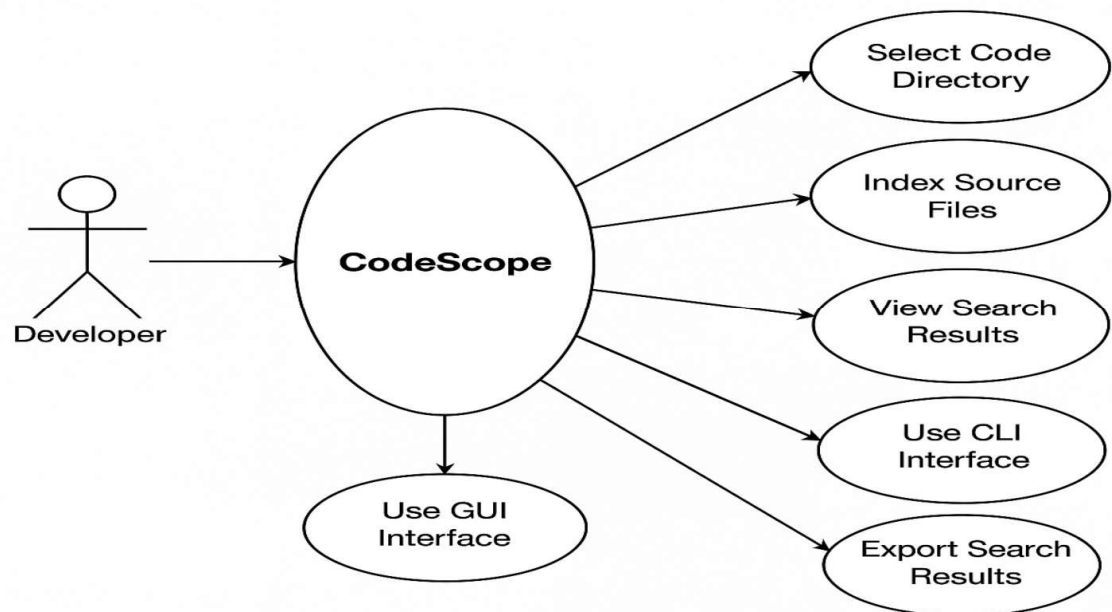 Select Code
Directory
Index Source
Files
CodeScope
Developer
View Search
Results
Use CLI
Interface
Use GUI
Interface
Export Search
Results